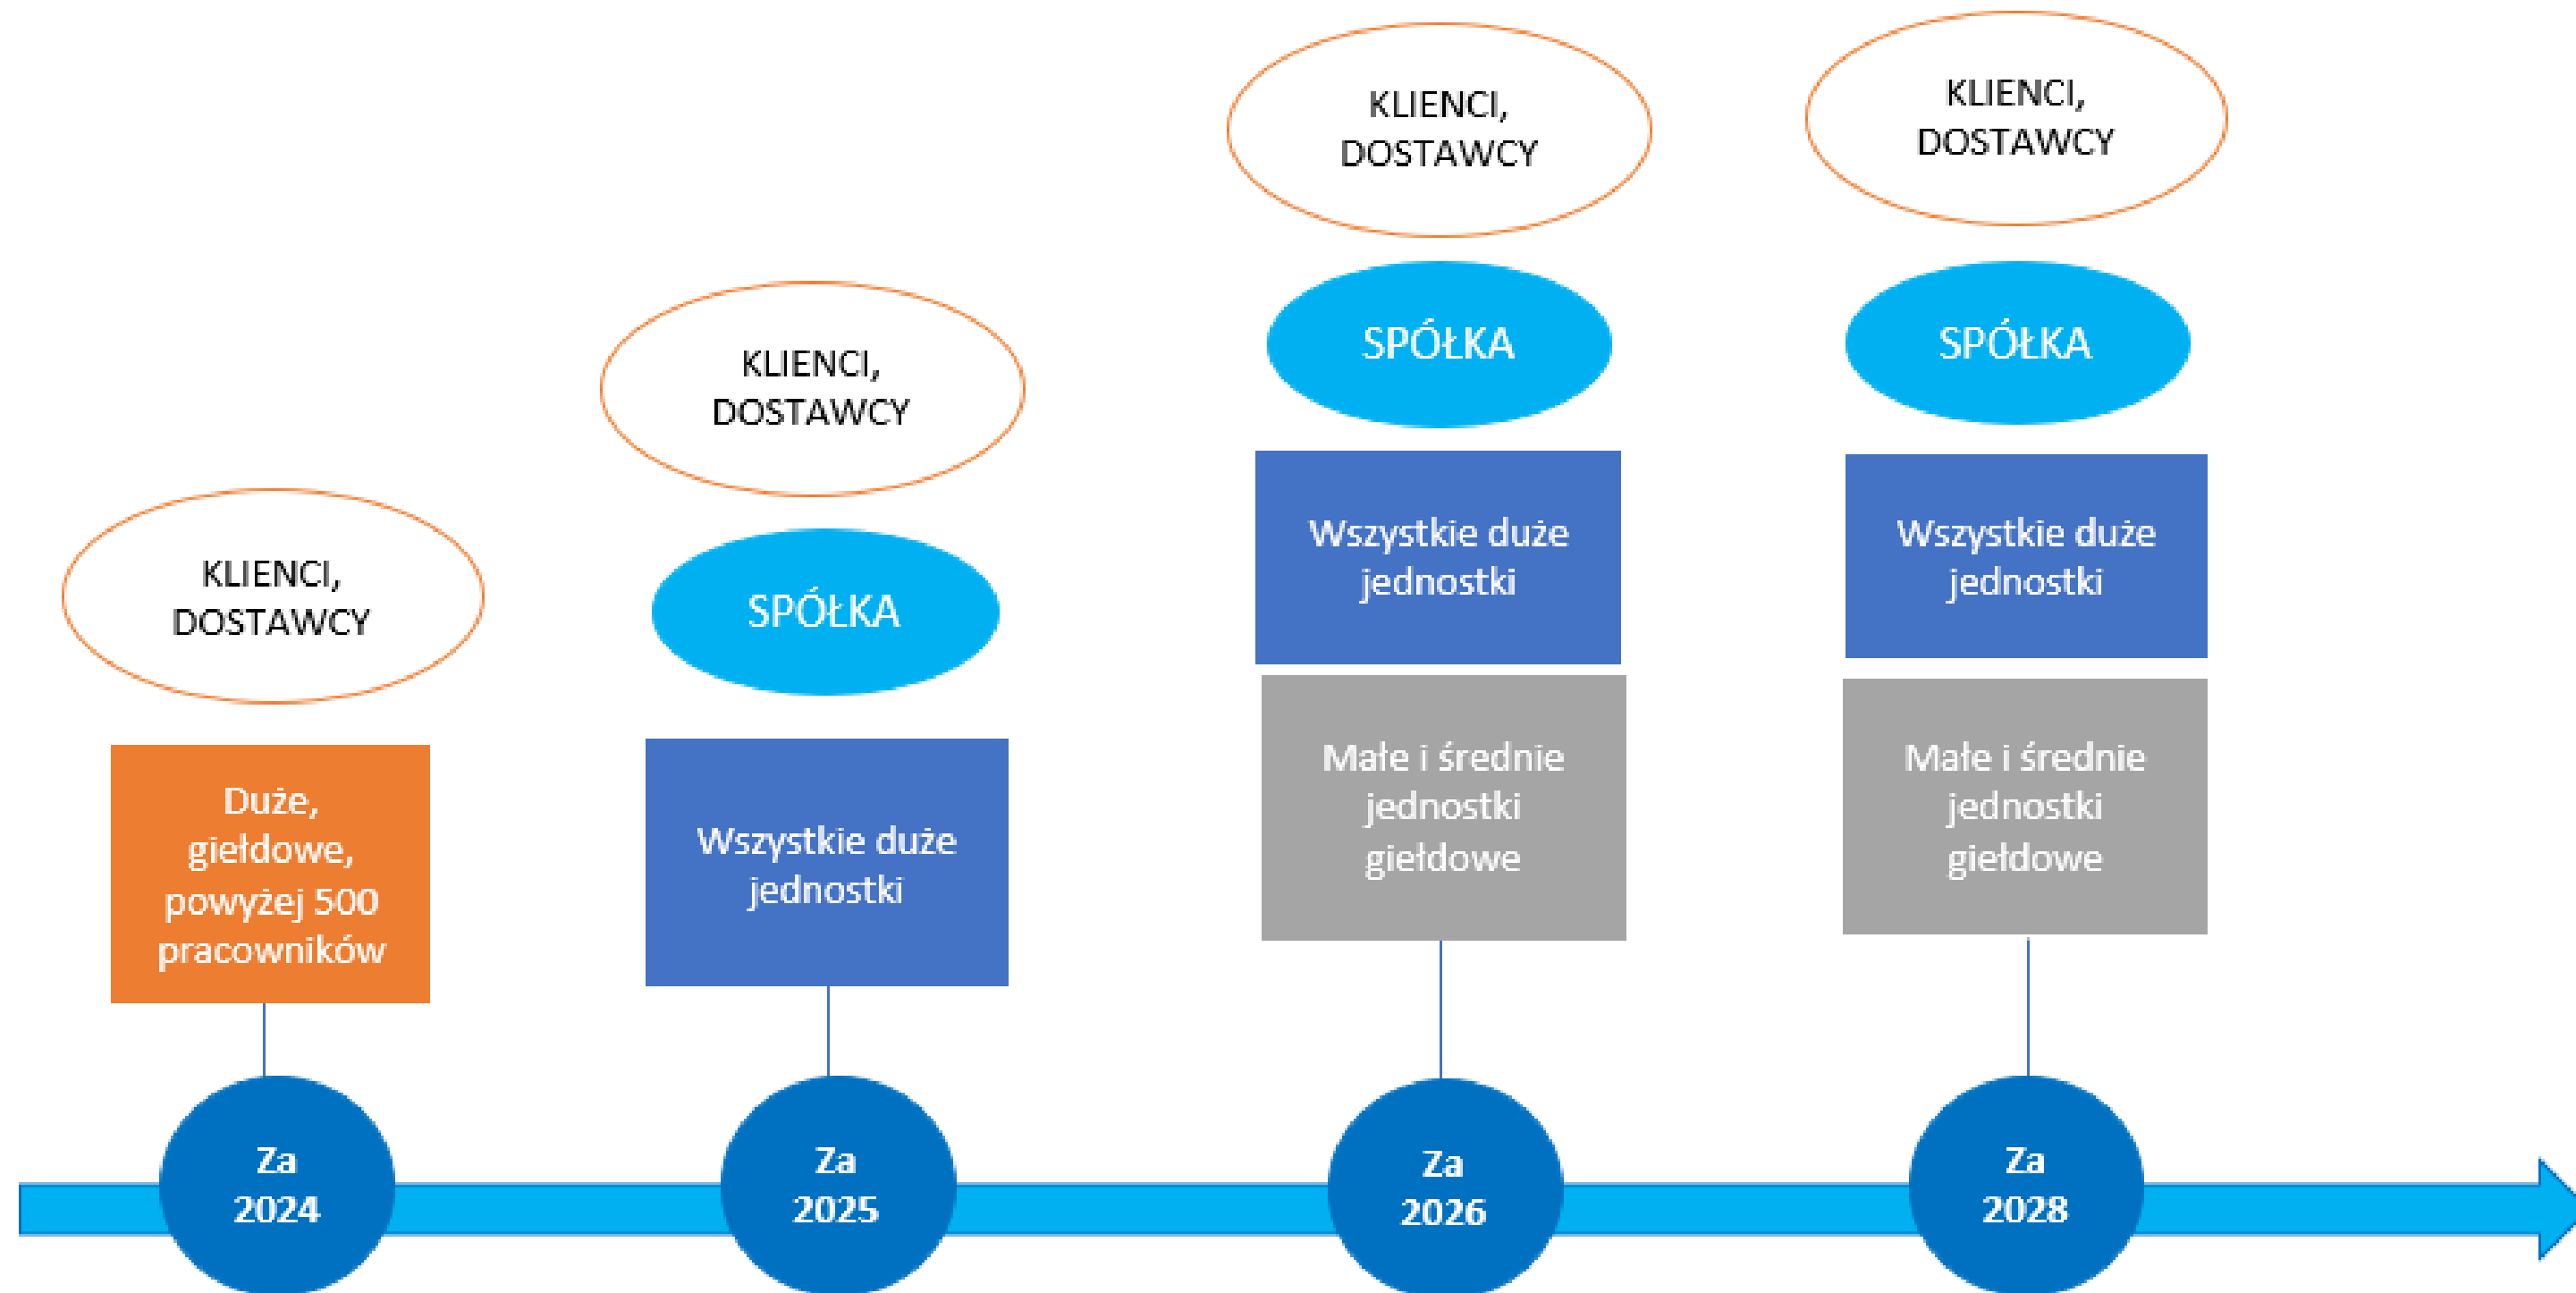 KLIENCI,
DOSTAWCY
Duże,
giełdowe,
powyżej 500
pracowników
Za
2024
KLIENCI,
DOSTAWCY
SPÓŁKA
Wszystkie duże
jednostki
Za
2025
KLIENCI,
DOSTAWCY
SPÓŁKA
Wszystkie duże
jednostki
Małe i średnie
jednostki
giełdowe
Za
2026
KLIENCI,
DOSTAWCY
SPÓŁKA
Wszystkie duże
jednostki
Małe i średnie
jednostki
giełdowe
Za
2028